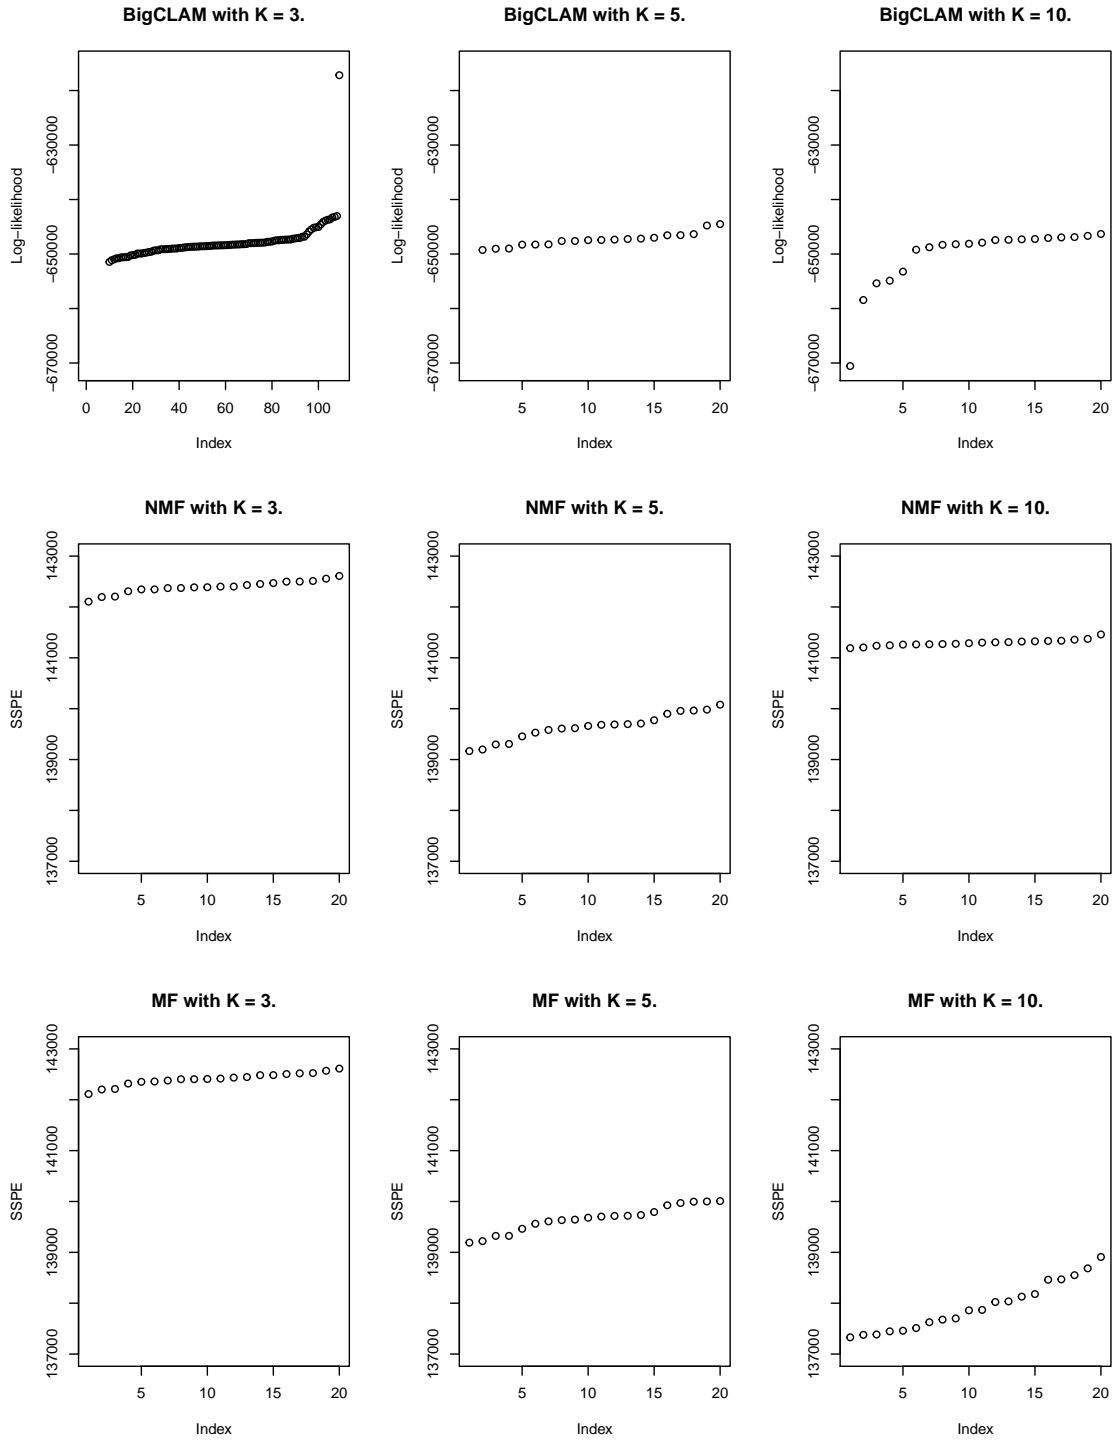 BigCLAM with K = 3.
BigCLAM with K = 5.
BigCLAM with K = 10.
Log−likelihood
−670000
−650000
−630000
0 20 40 60 80 100
Index
Log−likelihood
−670000
−650000
−630000
5 10 15 20
Index
Log−likelihood
−670000
−650000
−630000
5 10 15 20
Index
NMF with K = 3.
NMF with K = 5.
NMF with K = 10.
SSPE
137000
139000
141000
143000
5 10 15 20
Index
SSPE
137000
139000
141000
143000
5 10 15 20
Index
SSPE
137000
139000
141000
143000
5 10 15 20
Index
MF with K = 3.
MF with K = 5.
MF with K = 10.
SSPE
137000
139000
141000
143000
5 10 15 20
Index
SSPE
137000
139000
141000
143000
5 10 15 20
Index
SSPE
137000
139000
141000
143000
5 10 15 20
Index